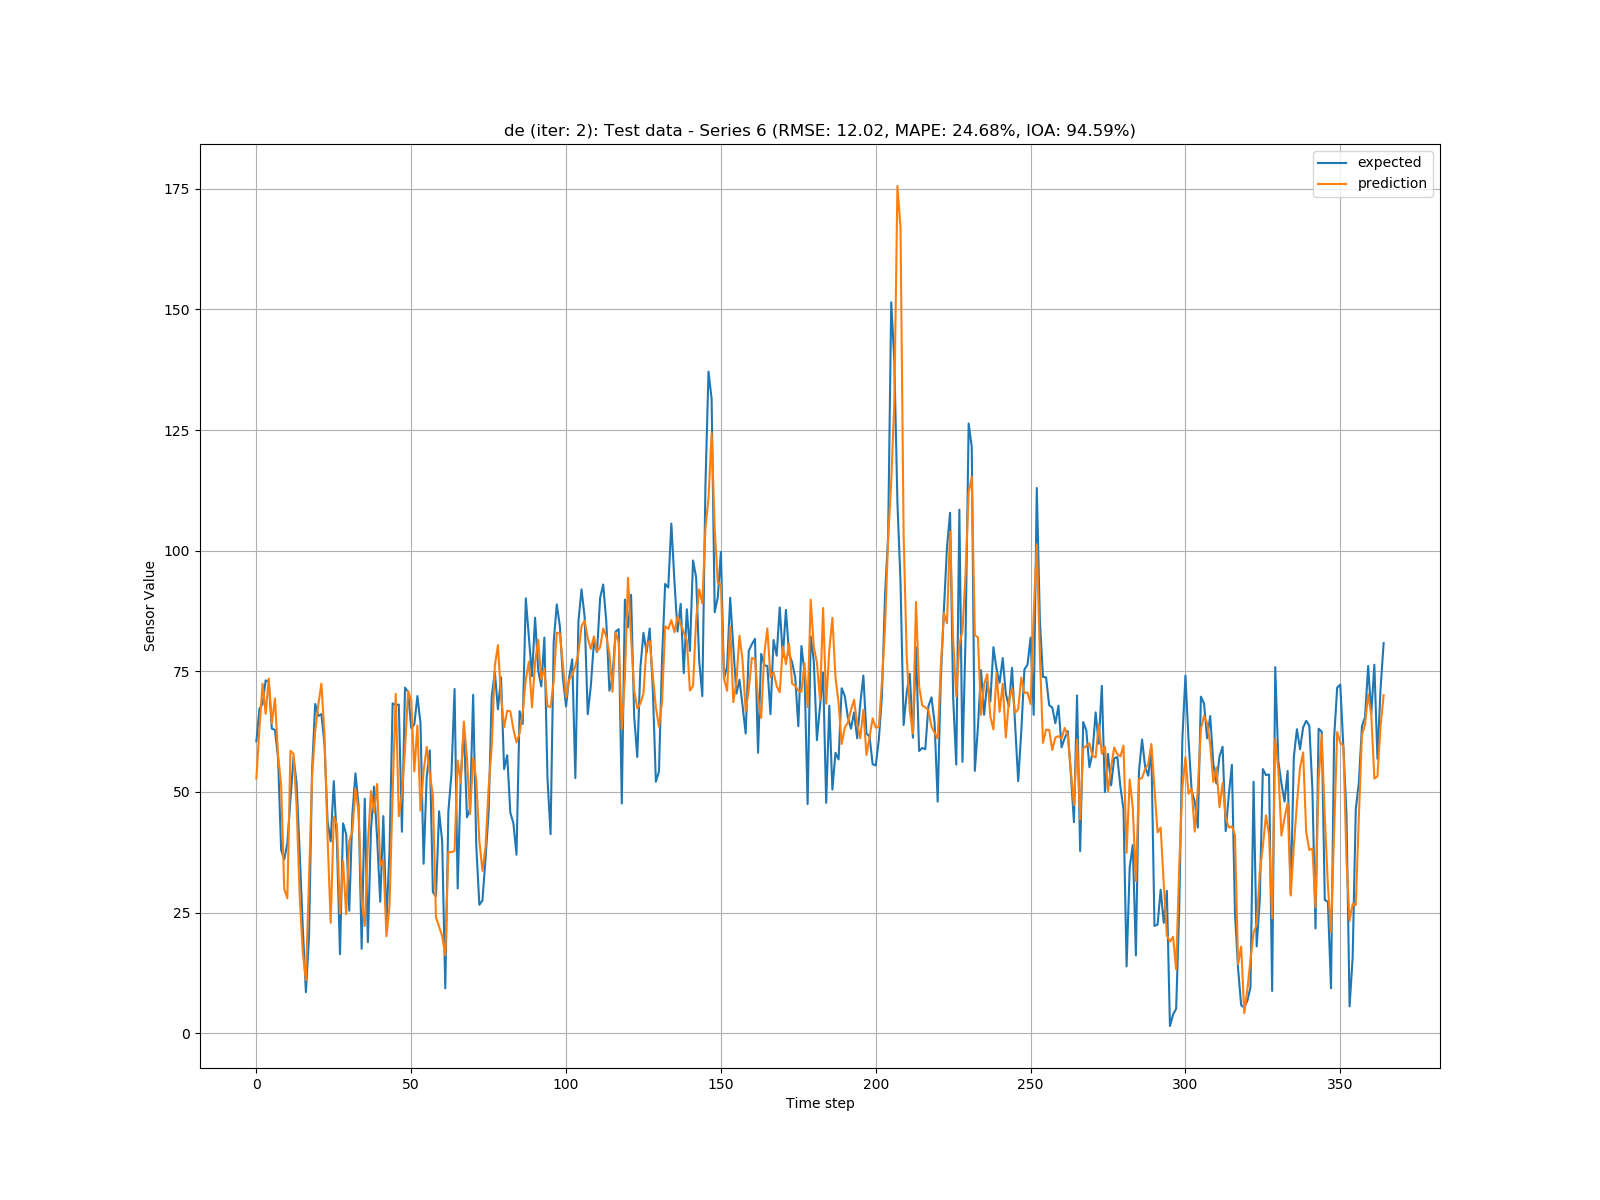 de (iter: 2): Test data - Series 6 (RMSE: 12.02, MAPE: 24.68%, IOA: 94.59%)
expected
prediction
175
150
125
100
75
50
25
0
Sensor Value
0 50 100 150 200 250 300 350
Time step